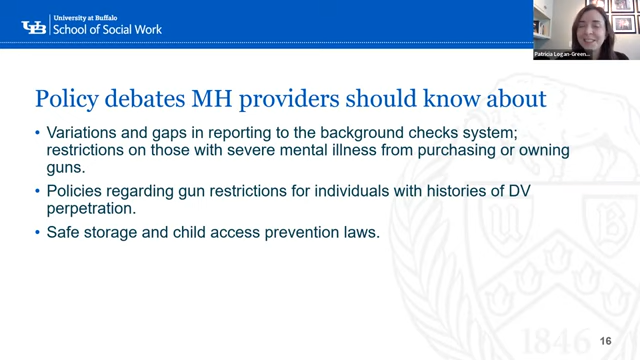 UB
University at Buffalo
School of Social Work
Patricia Logan-Green...
Policy debates MH providers should know about
• Variations and gaps in reporting to the background checks system;
restrictions on those with severe mental illness from purchasing or owning
guns.
• Policies regarding gun restrictions for individuals with histories of DV
perpetration.
• Safe storage and child access prevention laws.
U B
1846
16